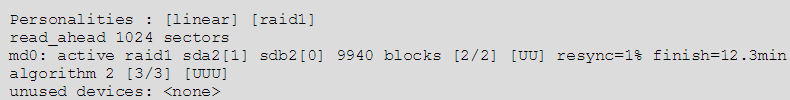 Personalities : [linear] [raid1]
read_ahead 1024 sectors
md0: active raid1 sda2[1] sdb2[0] 9940 blocks [2/2] [UU] resync=1% finish=12.3min
algorithm 2 [3/3] [UUU]
unused devices: <none>